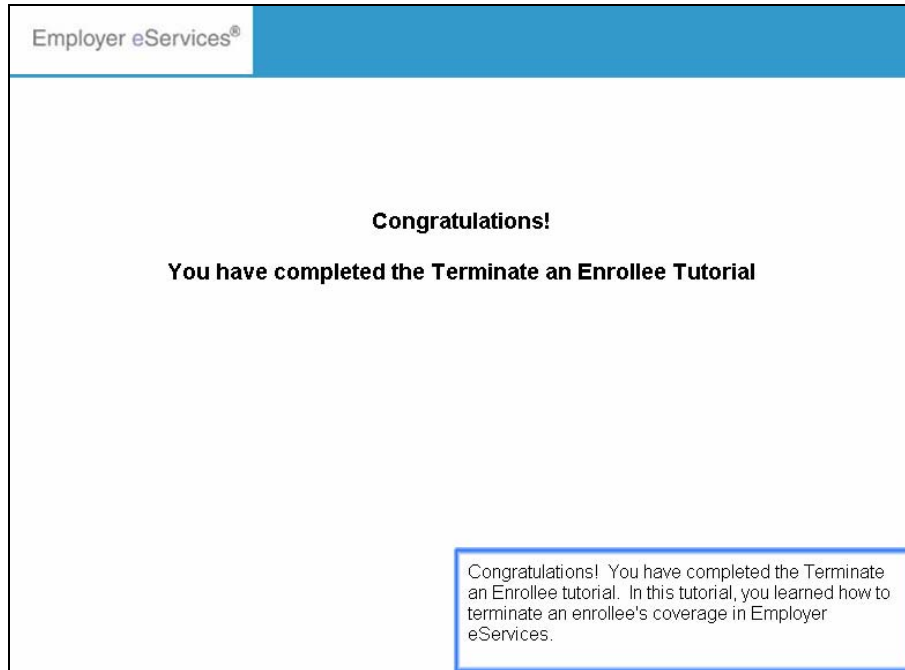 Employer eServices®
Congratulations!
You have completed the Terminate an Enrollee Tutorial
Congratulations!  You have completed the Terminate
an Enrollee tutorial.  In this tutorial, you learned how to
terminate an enrollee's coverage in Employer
eServices.